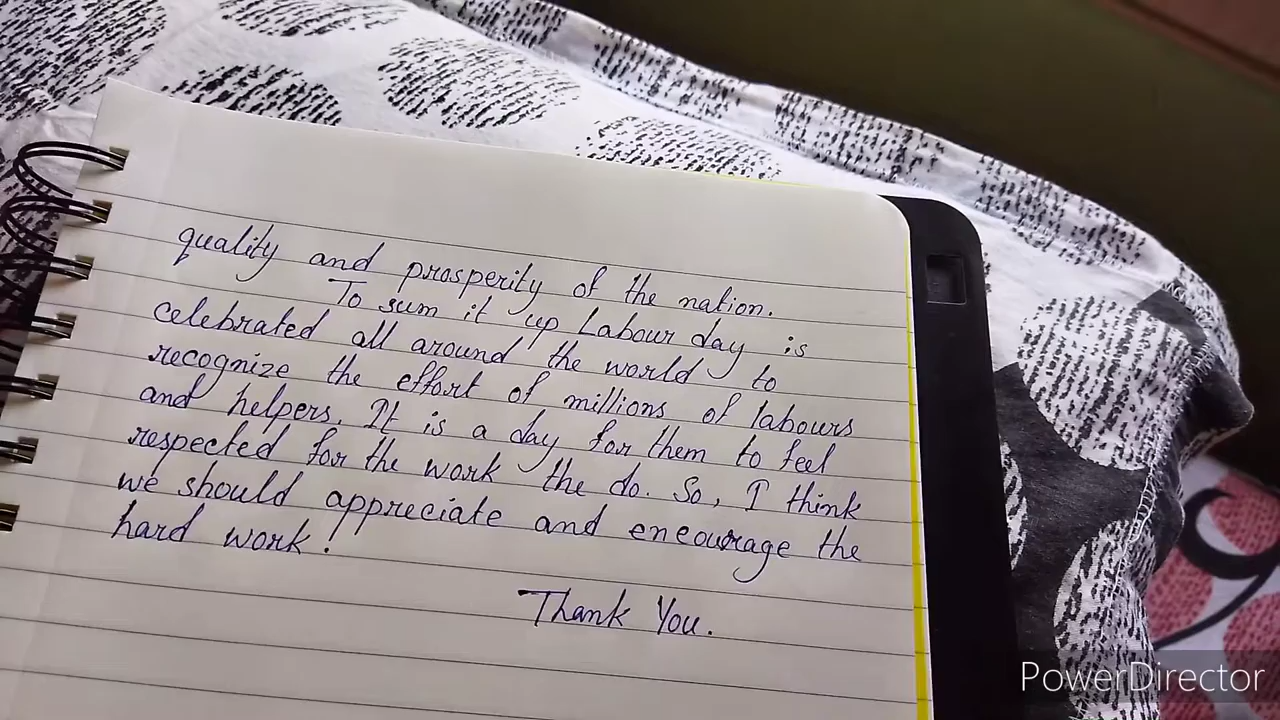 quality and prosperity of the nation.
To sum it up Labour day is
celebrated all around the world to
recognize the effort of millions of labours
and helpers. It is a day for them to feel
respected for the work the do. So, I think
we should appreciate and encourage the
hard work!
Thank You.
PowerDirector